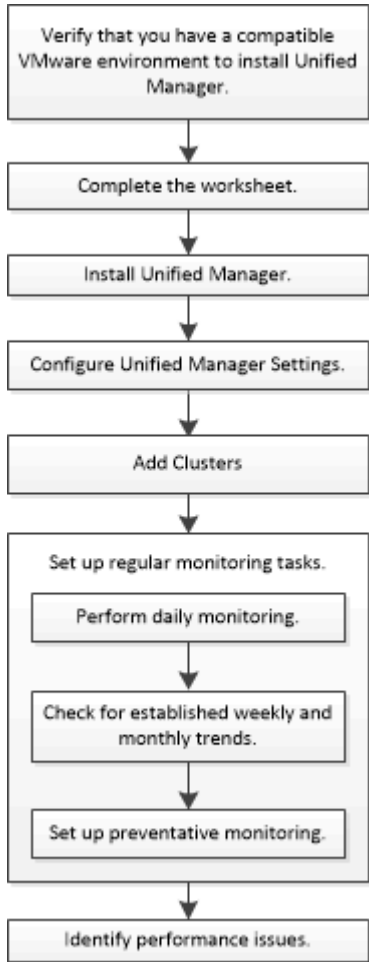 Verify that you have a compatible
VMware environment to install Unified
Manager.
Complete the worksheet.
Install Unified Manager.
Configure Unified Manager Settings.
Add Clusters
Set up regular monitoring tasks.
Perform daily monitoring.
Check for established weekly and
monthly trends.
Set up preventative monitoring.
Identify performance issues.